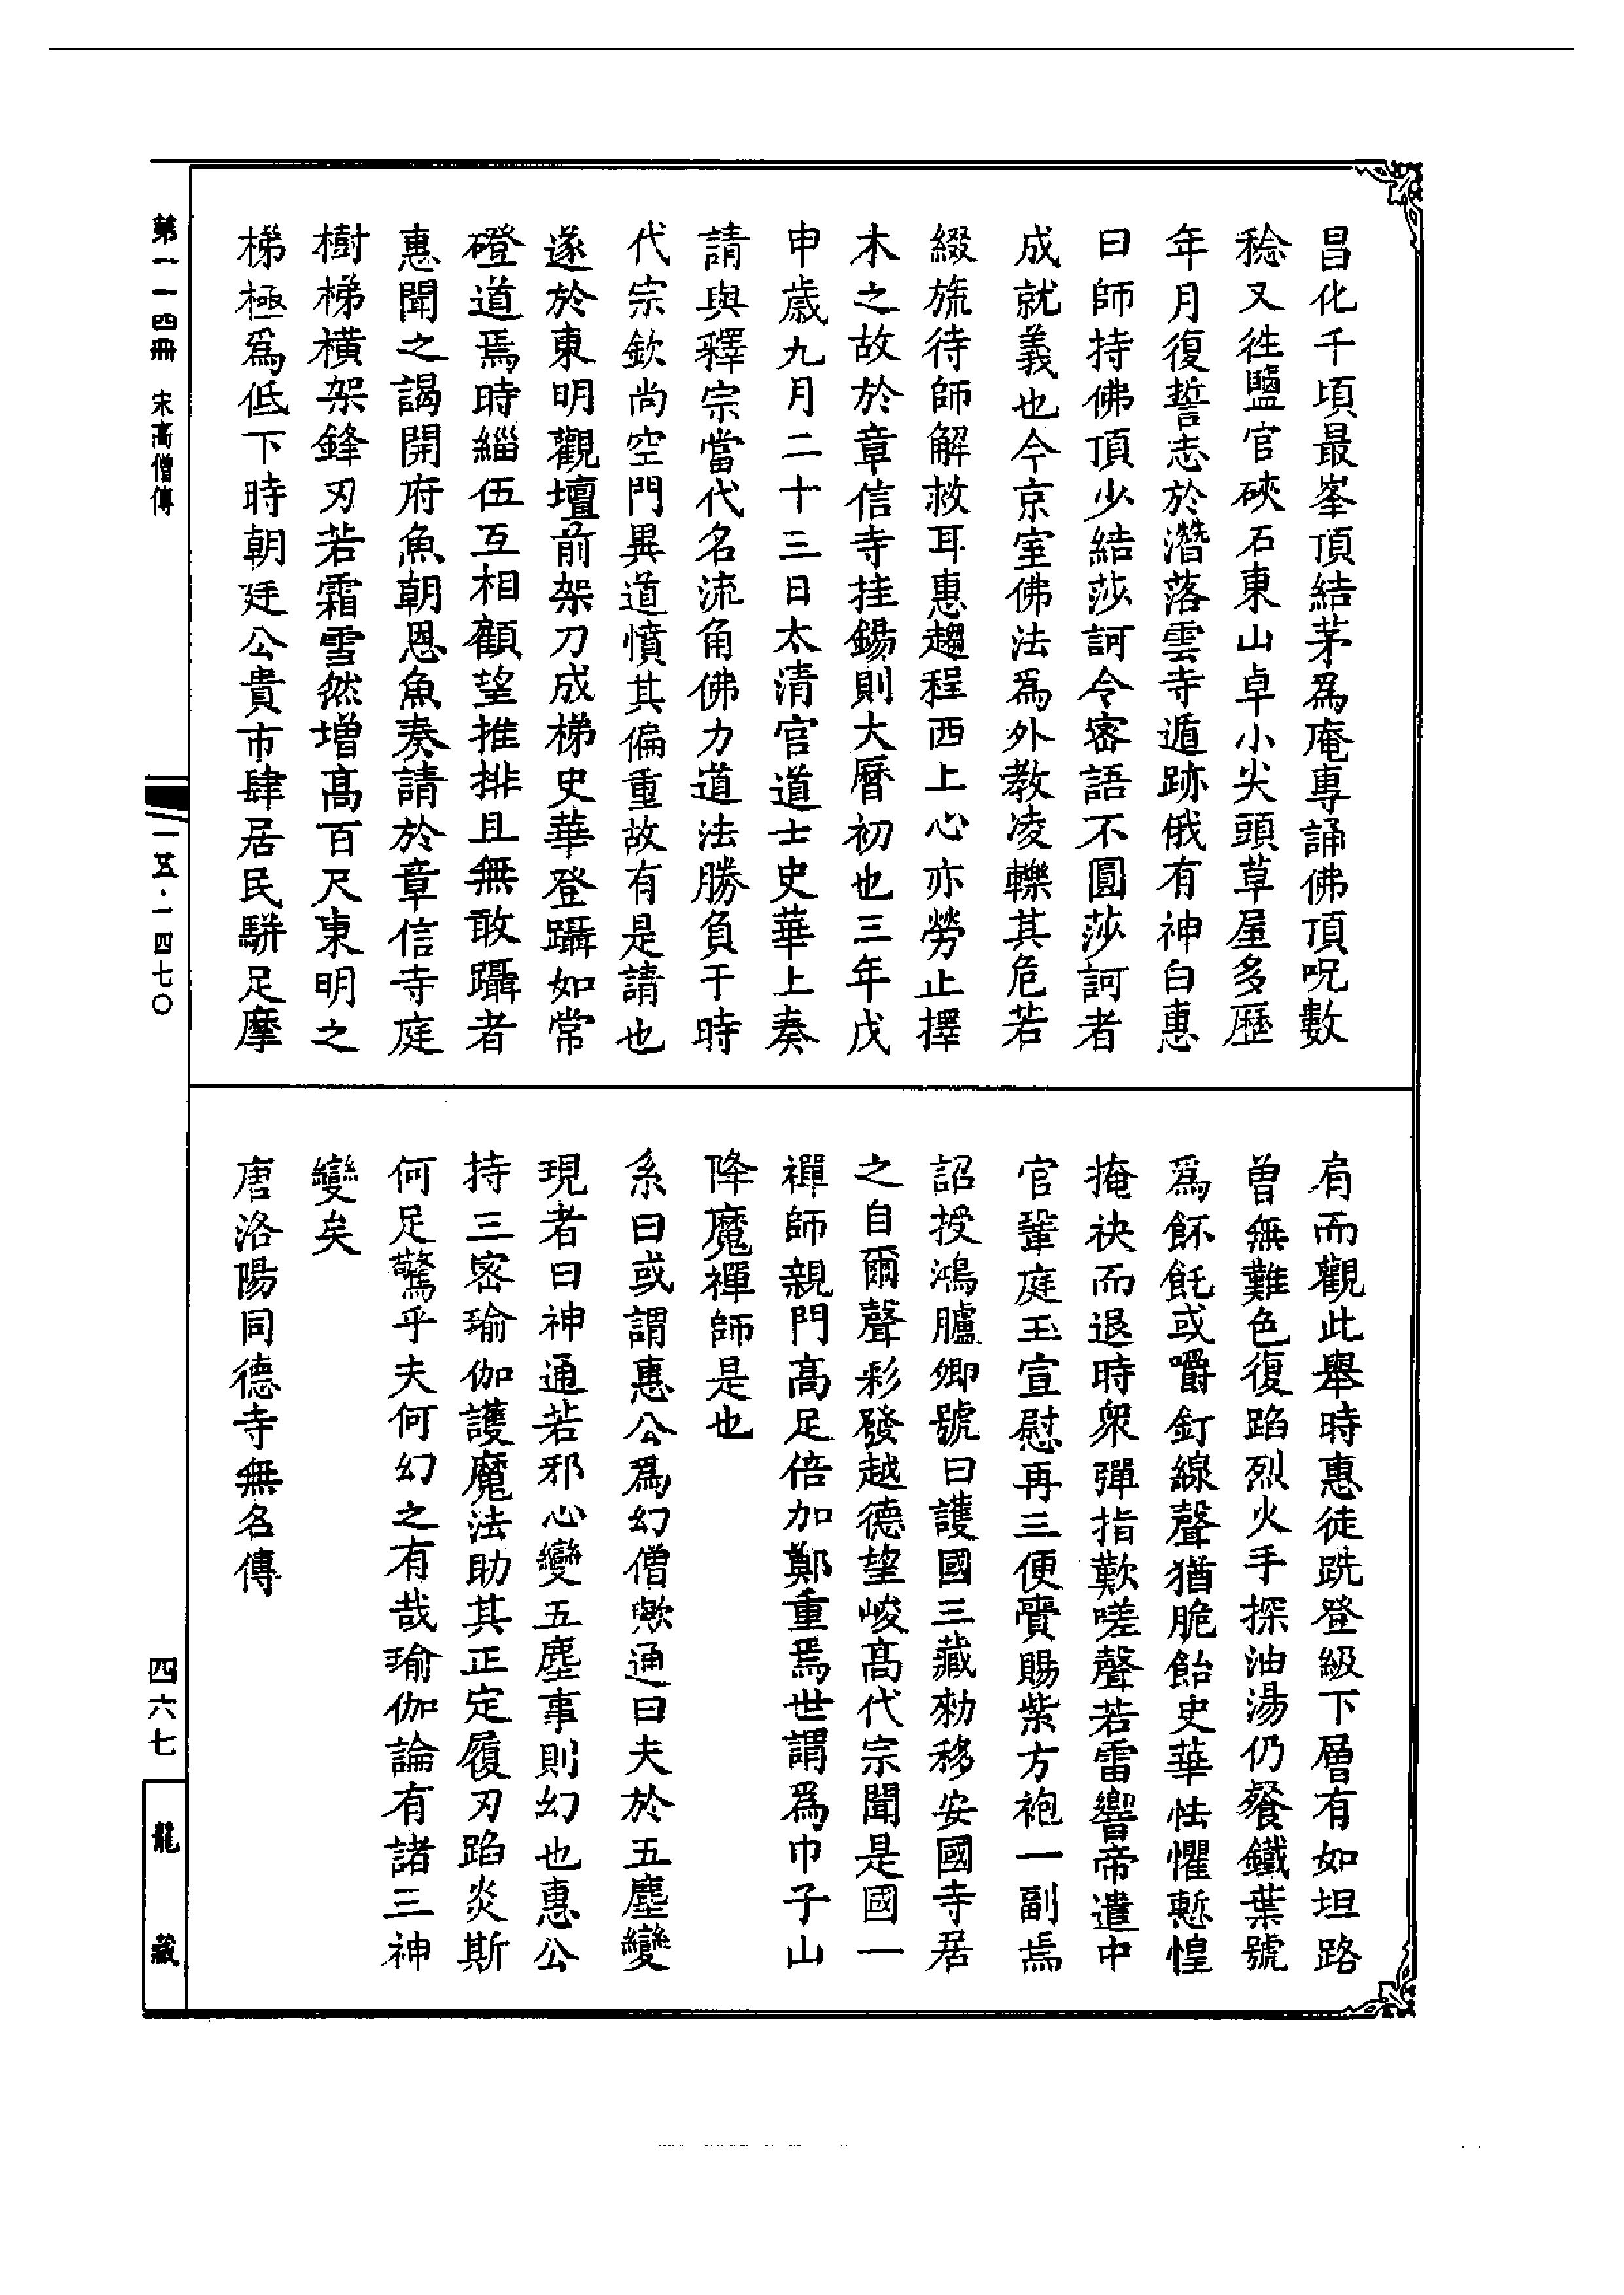 昌化千頃最峯頂結茅爲庵專誦佛頂呪數
稔又徃鹽官硤石東山卓小尖頭草屋多歷
年月復誓志於潛落雲寺遁跡俄有神白惠
曰師持佛頂少結莎訶令密語不圓莎訶者
成就義也今京室佛法爲外教凌轢其危若
綴旒待師解救耳惠趨程西上心亦勞止擇
木之故於章信寺挂錫則大曆初也三年戊
申歲九月二十三日太清宫道士史華上奏
請與釋宗當代名流角佛力道法勝負于時
代宗欽尚空門異道憤其偏重故有是請也
遂於東明觀壇前架刀成梯史華登躡如常
磴道焉時緇伍互相顧望推排且無敢躡者
惠聞之謁開府魚朝恩魚奏請於章信寺庭
樹梯橫架鋒刃若霜雪然增高百尺東明之
梯極爲低下時朝廷公貴市肆居民駢足摩
肩而觀此舉時惠徒跣登級下層有如坦路
曾無難色復蹈烈火手探油湯仍餐鐵葉號
爲餺飥或嚼釘線聲猶脆飴史華怯懼慙惶
掩袂而退時衆彈指歎嗟聲若雷響帝遣中
官鞏庭玉宣慰再三便賷賜紫方袍一副焉
詔授鴻臚卿號曰護國三藏勑移安國寺居
之自爾聲彩發越德望峻高代宗聞是國一
禪師親門高足倍加鄭重焉世謂爲巾子山
降魔禪師是也
系曰或謂惠公爲幻僧歟通曰夫於五塵變
現者曰神通若邪心變五塵事則幻也惠公
持三密瑜伽護魔法助其正定履刃蹈炎斯
何足驚乎夫何幻之有哉瑜伽論有諸三神
變矣
唐洛陽同德寺無名傳
第一一四冊 宋高僧傳
一五·一四七〇
四六七
龍藏